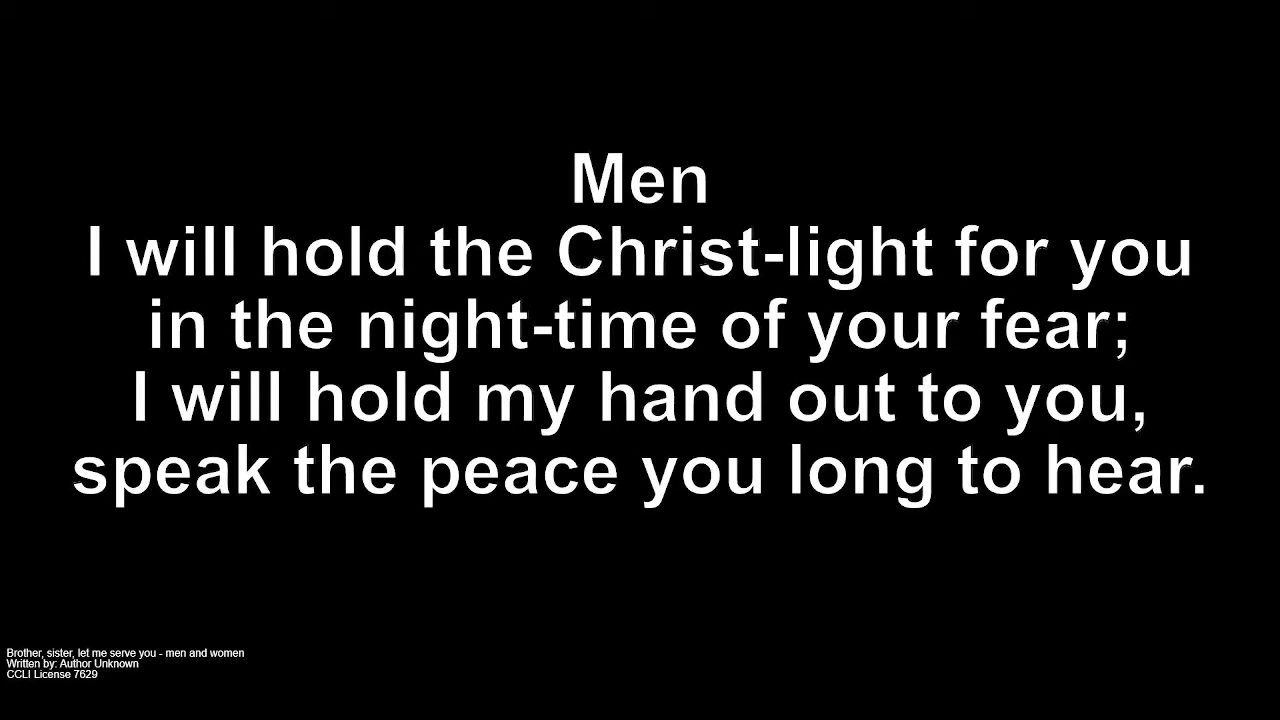 Men
I will hold the Christ-light for you
in the night-time of your fear;
I will hold my hand out to you,
speak the peace you long to hear.
Brother, sister, let me serve you - men and women
Written by: Author Unknown
CCLI License 7629